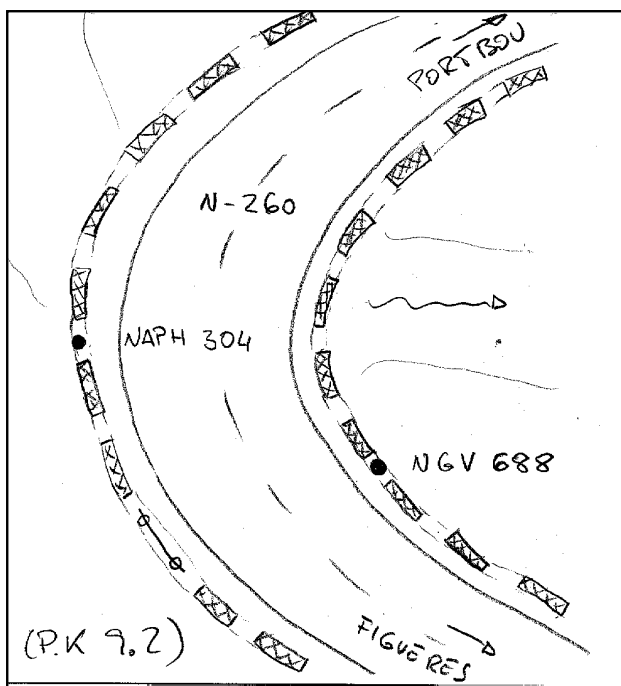 PORTBOU
N-260
NAPH 304
NGV 688
FIGUERES
(P.K 9.2)